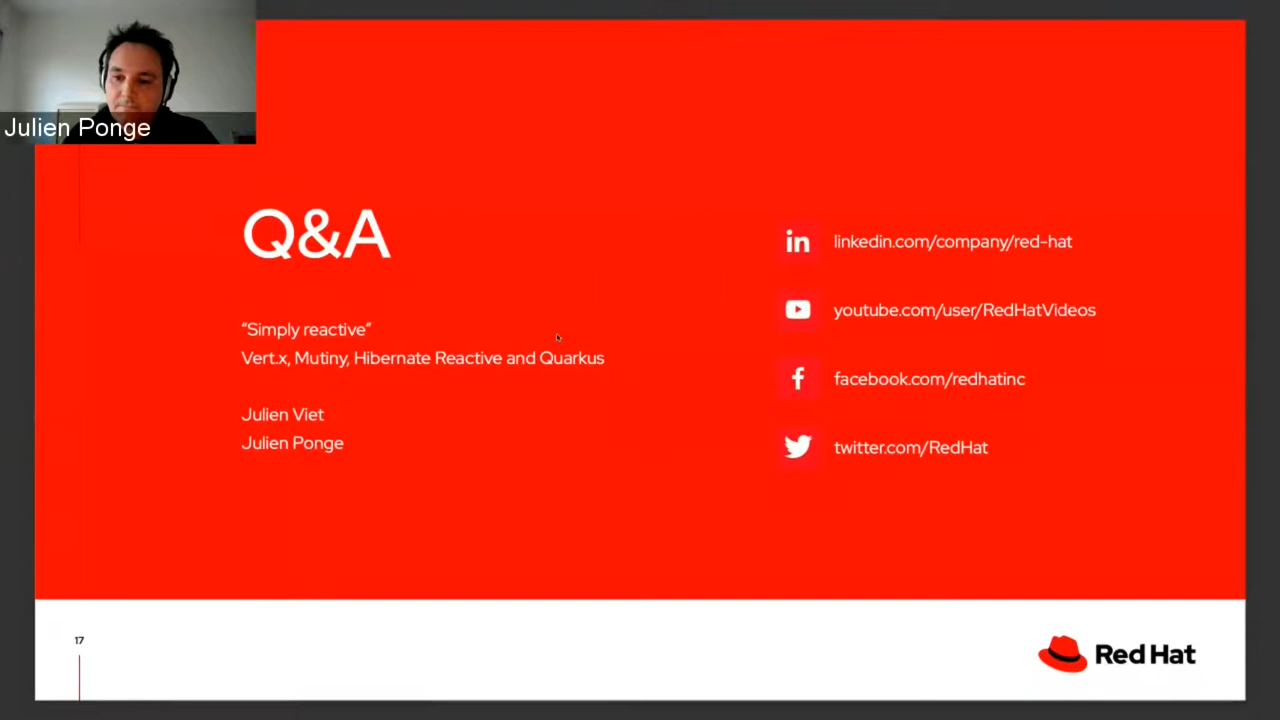 Julien Ponge
Q&A
“Simply reactive”
Vert.x, Mutiny, Hibernate Reactive and Quarkus
Julien Viet
Julien Ponge
in
linkedin.com/company/red-hat
youtube.com/user/RedHatVideos
f
facebook.com/redhatinc
twitter.com/RedHat
17
Red Hat